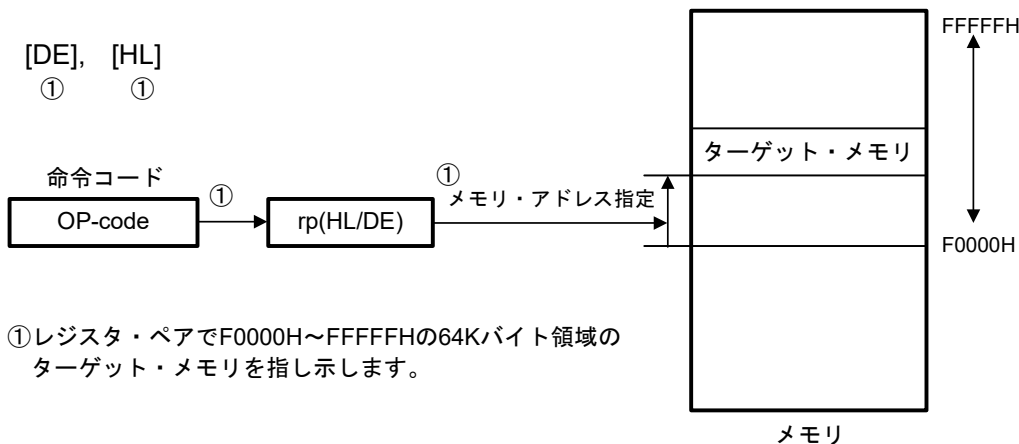 [DE], [HL]
① ①
命令コード
OP-code
①
rp(HL/DE)
①
メモリ・アドレス指定
ターゲット・メモリ
FFFFFH
F0000H
メモリ
①レジスタ・ペアでF0000H～FFFFFHの64Kバイト領域の
ターゲット・メモリを指し示します。